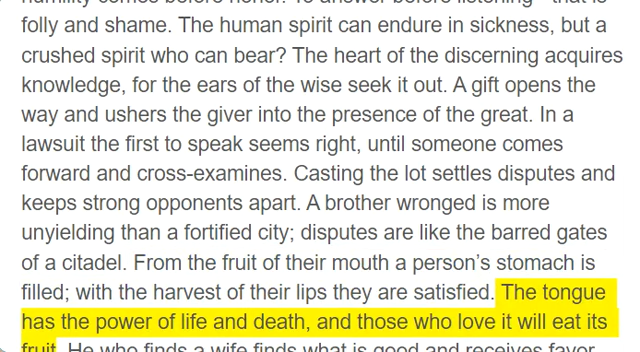 humility comes before honor. To answer before listening—that is
folly and shame. The human spirit can endure in sickness, but a
crushed spirit who can bear? The heart of the discerning acquires
knowledge, for the ears of the wise seek it out. A gift opens the
way and ushers the giver into the presence of the great. In a
lawsuit the first to speak seems right, until someone comes
forward and cross-examines. Casting the lot settles disputes and
keeps strong opponents apart. A brother wronged is more
unyielding than a fortified city; disputes are like the barred gates
of a citadel. From the fruit of their mouth a person’s stomach is
filled; with the harvest of their lips they are satisfied. The tongue
has the power of life and death, and those who love it will eat its
fruit. He who finds a wife finds what is good and receives favor